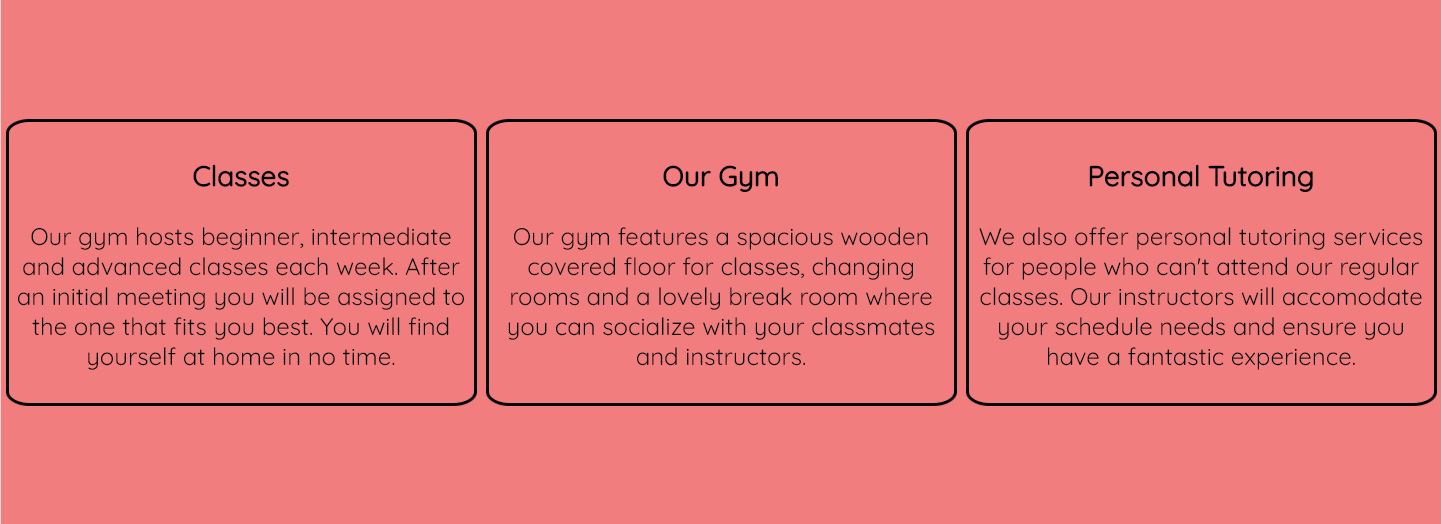 Classes
Our gym hosts beginner, intermediate
and advanced classes each week. After
an initial meeting you will be assigned to
the one that fits you best. You will find
yourself at home in no time.
Our Gym
Our gym features a spacious wooden
covered floor for classes, changing
rooms and a lovely break room where
you can socialize with your classmates
and instructors.
Personal Tutoring
We also offer personal tutoring services
for people who can't attend our regular
classes. Our instructors will accomodate
your schedule needs and ensure you
have a fantastic experience.